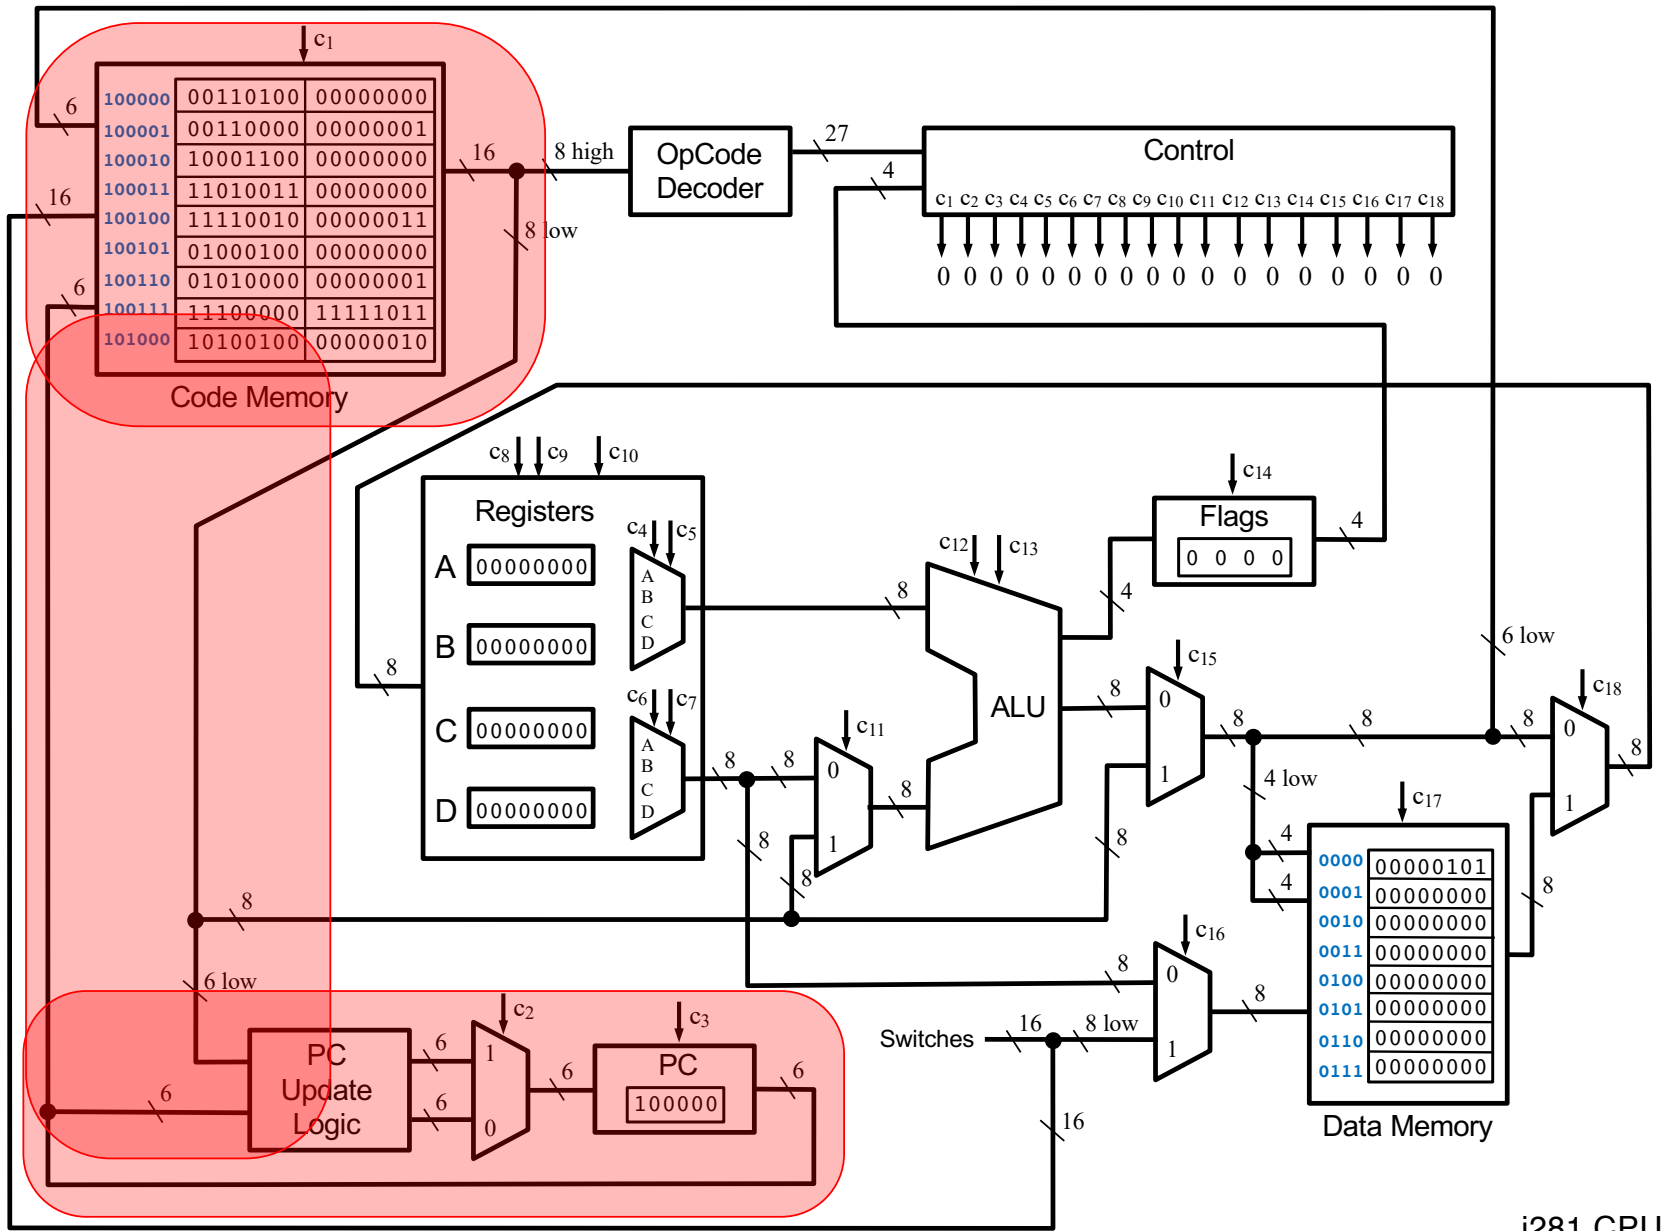 c1
100000 00110100 00000000
100001 00110000 00000001
100010 10001100 00000000
100011 11010011 00000000
100100 11110010 00000011
100101 01000100 00000000
100110 01010000 00000001
100111 11100000 11111011
101000 10100100 00000010
Code Memory
6
16
6
16
8 high
8 low
OpCode
Decoder
27
4
Control
c1 c2 c3 c4 c5 c6 c7 c8 c9 c10 c11 c12 c13 c14 c15 c16 c17 c18
0 0 0 0 0 0 0 0 0 0 0 0 0 0 0 0 0 0
c8 c9 c10
Registers
A 00000000
B 00000000
C 00000000
D 00000000
c4 c5
A
B
C
D
c6 c7
A
B
C
D
8
8
8
8
8
8
c11
0
1
8
8
c12 c13
ALU
8
4
c14
Flags
0 0 0 0
4
c15
0
1
8
8
8
8
6 low
c18
0
1
8
4 low
4
4
c17
0000 00000101
0001 00000000
0010 00000000
0011 00000000
0100 00000000
0101 00000000
0110 00000000
0111 00000000
Data Memory
8
c16
0
1
8
8
Switches
16
8 low
16
8
6 low
6
PC
Update
Logic
6
6
c2
1
0
6
c3
PC
100000
6
i281 CPU